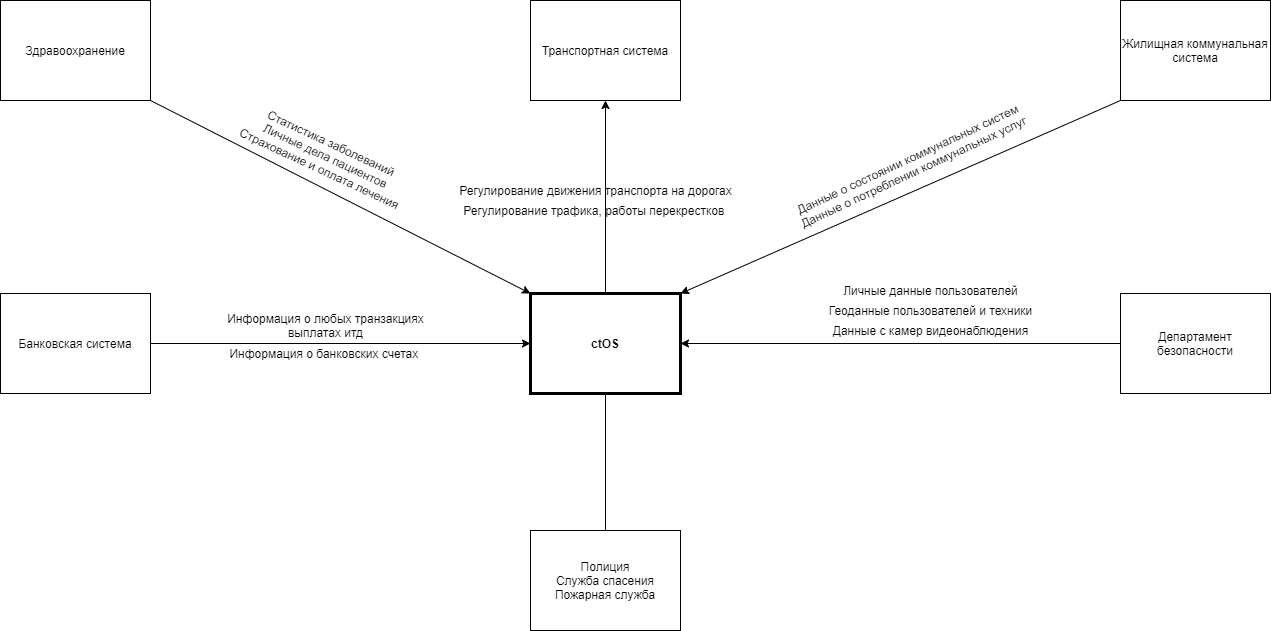 Здравоохранение
Транспортная система
Жилищная коммунальная
система
Статистика заболеваний
Личные дела пациентов
Страхование и оплата лечения
Регулирование движения транспорта на дорогах
Регулирование трафика, работы перекрестков
Данные о состоянии коммунальных систем
Данные о потреблении коммунальных услуг
Банковская система
Информация о любых транзакциях
выплатах итд
Информация о банковских счетах
ctOS
Личные данные пользователей
Геоданные пользователей и техники
Данные с камер видеонаблюдения
Департамент
безопасности
Полиция
Служба спасения
Пожарная служба